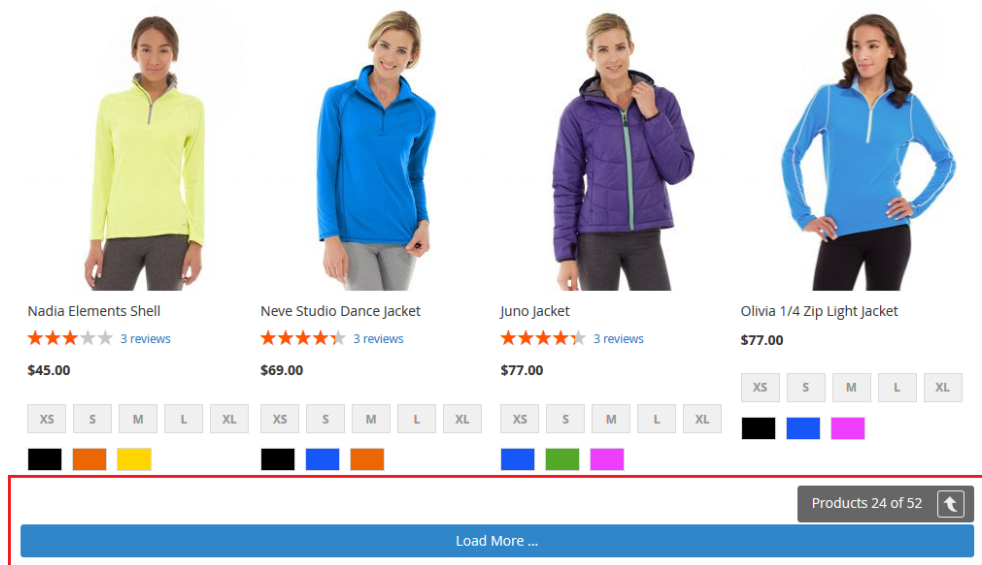 Nadia Elements Shell
3 reviews
$45.00
XS S M L XL
Neve Studio Dance Jacket
3 reviews
$69.00
XS S M L XL
Juno Jacket
3 reviews
$77.00
XS S M L XL
Olivia 1/4 Zip Light Jacket
$77.00
XS S M L XL
Products 24 of 52
Load More ...